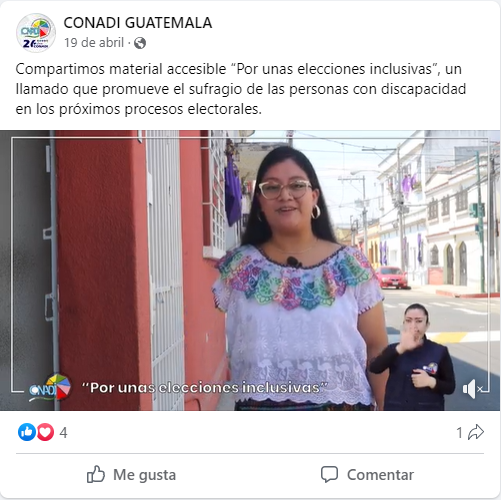 CONADI GUATEMALA
19 de abril ·
Compartimos material accesible “Por unas elecciones inclusivas”, un
llamado que promueve el sufragio de las personas con discapacidad
en los próximos procesos electorales.
CONADI
“Por unas elecciones inclusivas”
4
1
Me gusta
Comentar